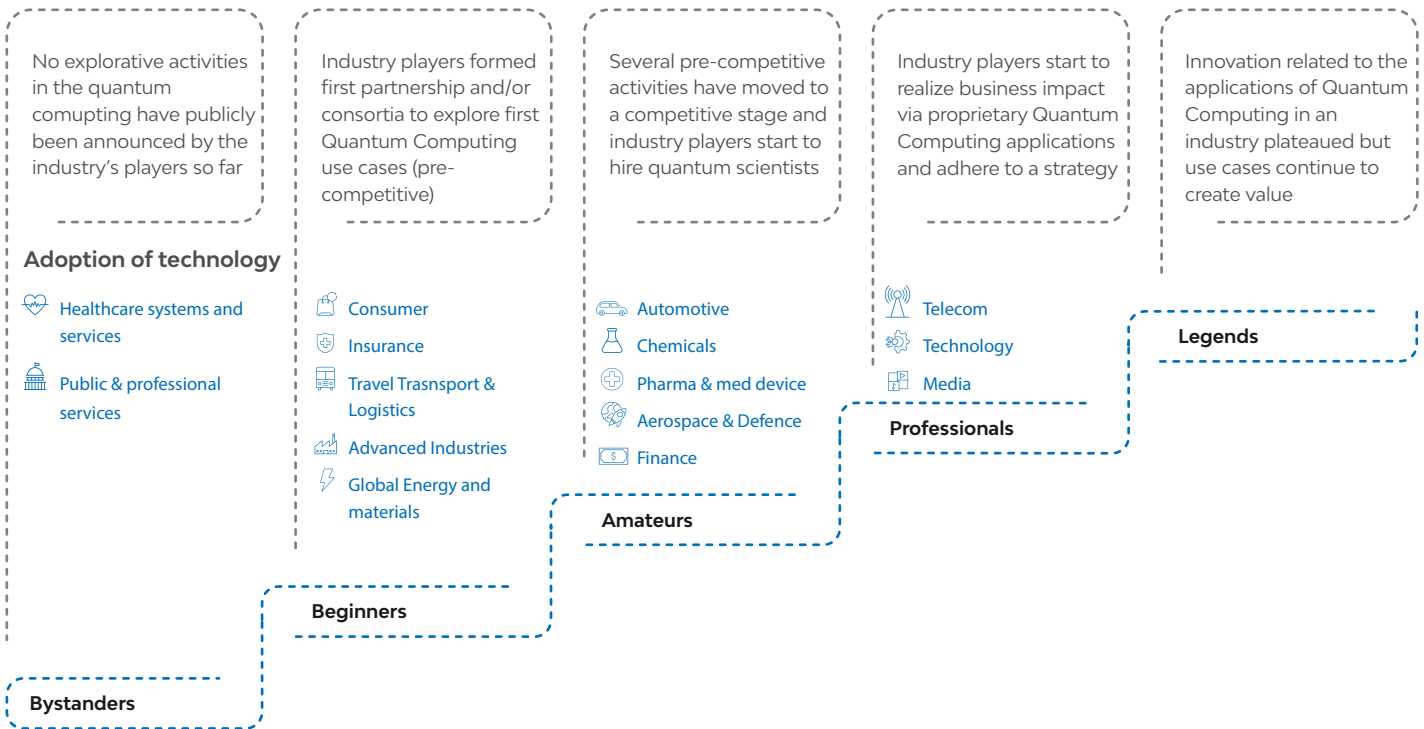 No explorative activities
in the quantum
comupting have publicly
been announced by the
industry's players so far
Industry players formed
first partnership and/or
consortia to explore first
Quantum Computing
use cases (pre-
competitive)
Several pre-competitive
activities have moved to
a competitive stage and
industry players start to
hire quantum scientists
Industry players start to
realize business impact
via proprietary Quantum
Computing applications
and adhere to a strategy
Innovation related to the
applications of Quantum
Computing in an
industry plateaued but
use cases continue to
create value
Adoption of technology
Healthcare systems and
services
Public & professional
services
Consumer
Insurance
Travel Trasnsport &
Logistics
Advanced Industries
Global Energy and
materials
Automotive
Chemicals
Pharma & med device
Aerospace & Defence
Finance
Telecom
Technology
Media
Legends
Professionals
Amateurs
Beginners
Bystanders